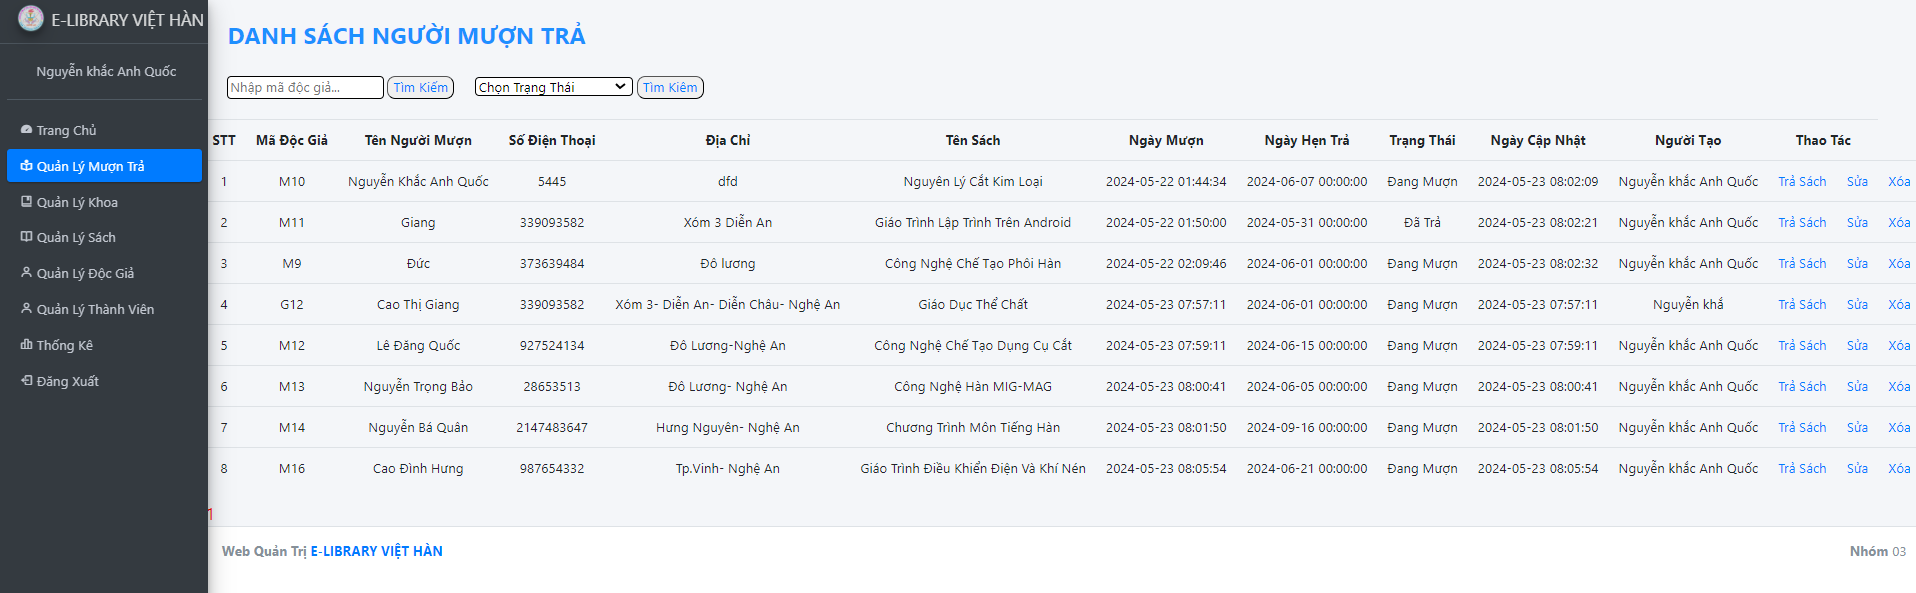 E-LIBRARY VIỆT HÀN
Nguyễn khắc Anh Quốc
Trang Chủ
Quản Lý Mượn Trả
Quản Lý Khoa
Quản Lý Sách
Quản Lý Độc Giả
Quản Lý Thành Viên
Thống Kê
Đăng Xuất
DANH SÁCH NGƯỜI MƯỢN TRẢ
Nhập mã độc giả... Tìm Kiếm Chọn Trạng Thái Tìm Kiếm
STT Mã Độc Giả Tên Người Mượn Số Điện Thoại Địa Chỉ Tên Sách Ngày Mượn Ngày Hẹn Trả Trạng Thái Ngày Cập Nhật Người Tạo Thao Tác
1 M10 Nguyễn Khắc Anh Quốc 5445 dfd Nguyên Lý Cắt Kim Loại 2024-05-22 01:44:34 2024-06-07 00:00:00 Đang Mượn 2024-05-23 08:02:09 Nguyễn khắc Anh Quốc Trả Sách Sửa Xóa
2 M11 Giang 339093582 Xóm 3 Diễn An Giáo Trình Lập Trình Trên Android 2024-05-22 01:50:00 2024-05-31 00:00:00 Đã Trả 2024-05-23 08:02:21 Nguyễn khắc Anh Quốc Trả Sách Sửa Xóa
3 M9 Đức 373639484 Đô lương Công Nghệ Chế Tạo Phôi Hàn 2024-05-22 02:09:46 2024-06-01 00:00:00 Đang Mượn 2024-05-23 08:02:32 Nguyễn khắc Anh Quốc Trả Sách Sửa Xóa
4 G12 Cao Thị Giang 339093582 Xóm 3- Diễn An- Diễn Châu- Nghệ An Giáo Dục Thể Chất 2024-05-23 07:57:11 2024-06-01 00:00:00 Đang Mượn 2024-05-23 07:57:11 Nguyễn khắ Trả Sách Sửa Xóa
5 M12 Lê Đăng Quốc 927524134 Đô Lương-Nghệ An Công Nghệ Chế Tạo Dụng Cụ Cắt 2024-05-23 07:59:11 2024-06-15 00:00:00 Đang Mượn 2024-05-23 07:59:11 Nguyễn khắc Anh Quốc Trả Sách Sửa Xóa
6 M13 Nguyễn Trọng Bảo 28653513 Đô Lương- Nghệ An Công Nghệ Hàn MIG-MAG 2024-05-23 08:00:41 2024-06-05 00:00:00 Đang Mượn 2024-05-23 08:00:41 Nguyễn khắc Anh Quốc Trả Sách Sửa Xóa
7 M14 Nguyễn Bá Quân 2147483647 Hưng Nguyên- Nghệ An Chương Trình Môn Tiếng Hàn 2024-05-23 08:01:50 2024-09-16 00:00:00 Đang Mượn 2024-05-23 08:01:50 Nguyễn khắc Anh Quốc Trả Sách Sửa Xóa
8 M16 Cao Đình Hưng 987654332 Tp.Vinh- Nghệ An Giáo Trình Điều Khiển Điện Và Khí Nén 2024-05-23 08:05:54 2024-06-21 00:00:00 Đang Mượn 2024-05-23 08:05:54 Nguyễn khắc Anh Quốc Trả Sách Sửa Xóa
1
Web Quản Trị E-LIBRARY VIỆT HÀN Nhóm 03